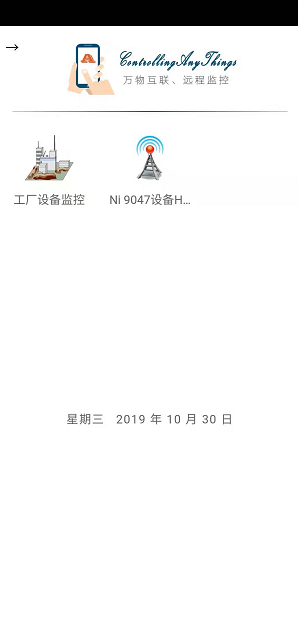 ControllingAnyThings
万物互联、远程监控
工厂设备监控
Ni 9047设备H...
星期三 2019 年 10 月 30 日